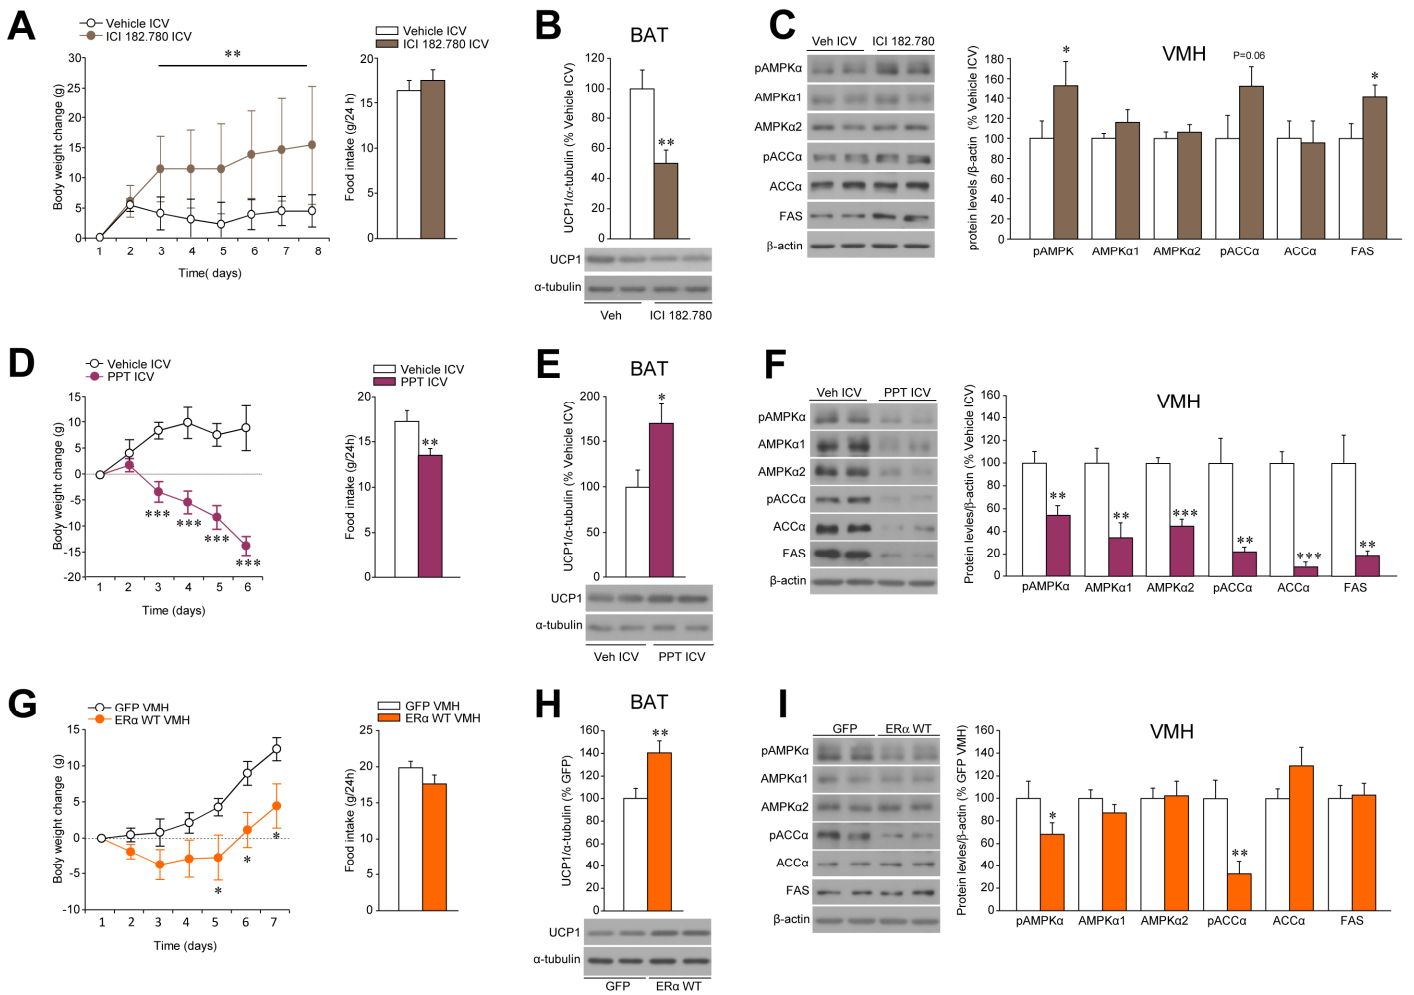 A
Vehicle ICV
ICI 182.780 ICV
**
Body weight change (g)
25
20
15
10
5
0
1 2 3 4 5 6 7 8
Time( days)
Vehicle ICV
ICI 182.780 ICV
Food intake (g/24 h)
20
15
10
5
0
B
BAT
UCP1/α-tubulin (% Vehicle ICV)
120
100
80
60
40
20
0
**
UCP1
α-tubulin
Veh ICI 182.780
C
Veh ICV ICI 182.780
pAMPKα
AMPKα1
AMPKα2
pACCα
ACCα
FAS
β-actin
VMH
protein levels /β-actin (% Vehicle ICV)
180
160
140
120
100
80
60
40
20
0
*
P=0.06
*
pAMPK AMPKα1 AMPKα2 pACCα ACCα FAS
D
Vehicle ICV
PPT ICV
Body weight change (g)
15
10
5
0
-5
-10
-15
-20
***
***
***
***
1 2 3 4 5 6
Time (days)
Vehicle ICV
PPT ICV
Food intake (g/24h)
20
15
10
5
0
**
E
BAT
UCP1/α-tubulin (% Vehicle ICV)
200
150
100
50
0
*
UCP1
α-tubulin
Veh ICV PPT ICV
F
Veh ICV PPT ICV
pAMPKα
AMPKα1
AMPKα2
pACCα
ACCα
FAS
β-actin
VMH
Protein levles/β-actin (% Vehicle ICV)
160
140
120
100
80
60
40
20
0
** ** *** ** *** **
pAMPKα AMPKα1 AMPKα2 pACCα ACCα FAS
G
GFP VMH
ERα WT VMH
Body weight change (g)
15
10
5
0
-5
-10
*
*
*
1 2 3 4 5 6 7
Time (days)
GFP VMH
ERα WT VMH
Food intake (g/24h)
25
20
15
10
5
0
H
BAT
UCP1/α-tubulin (% GFP)
160
140
120
100
80
60
40
20
0
**
UCP1
α-tubulin
GFP ERα WT
I
GFP ERα WT
pAMPKα
AMPKα1
AMPKα2
pACCα
ACCα
FAS
β-actin
VMH
Protein levles/β-actin (% GFP VMH)
160
140
120
100
80
60
40
20
0
*
**
pAMPKα AMPKα1 AMPKα2 pACCα ACCα FAS